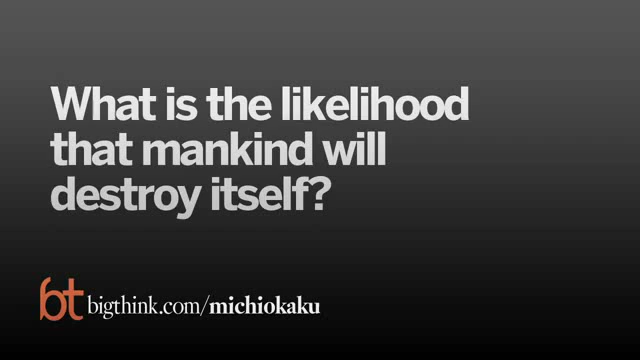 What is the likelihood
that mankind will
destroy itself?
bt bigthink.com/michiokaku